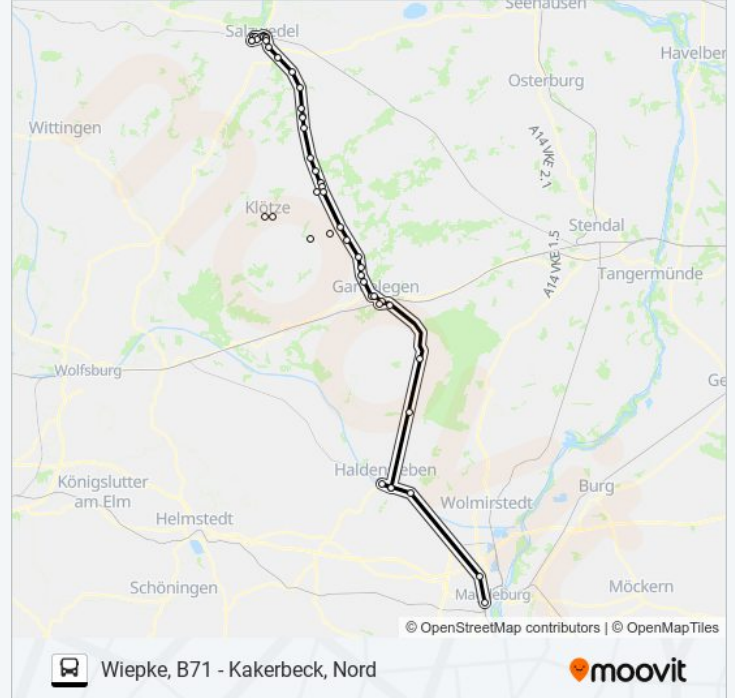 Seehausen
Salzwedel
Havelber
Osterburg
Wittingen
A14 VKE 2.1
Klötze
Stendal
A14 VKE 1.5
Tangermünde
Gardelegen
Wolfsburg
Ge
Haldensleben
Königslutter
am Elm
Burg
Wolmirstedt
Helmstedt
Schöningen
Magdeburg
Möckern
© OpenStreetMap contributors | © OpenMapTiles
Wiepke, B71 - Kakerbeck, Nord
moovit